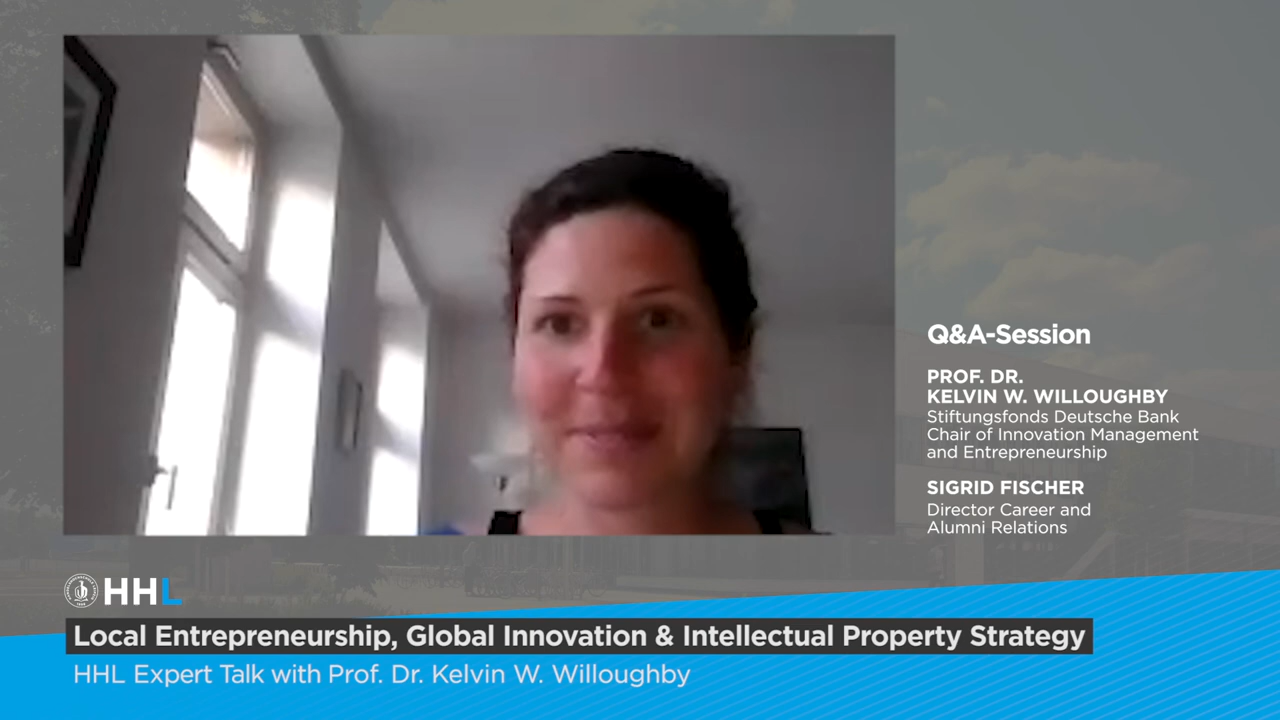 Q&A-Session
PROF. DR.
KELVIN W. WILLOUGHBY
Stiftungsfonds Deutsche Bank
Chair of Innovation Management
and Entrepreneurship
SIGRID FISCHER
Director Career and
Alumni Relations
HHL
Local Entrepreneurship, Global Innovation & Intellectual Property Strategy
HHL Expert Talk with Prof. Dr. Kelvin W. Willoughby